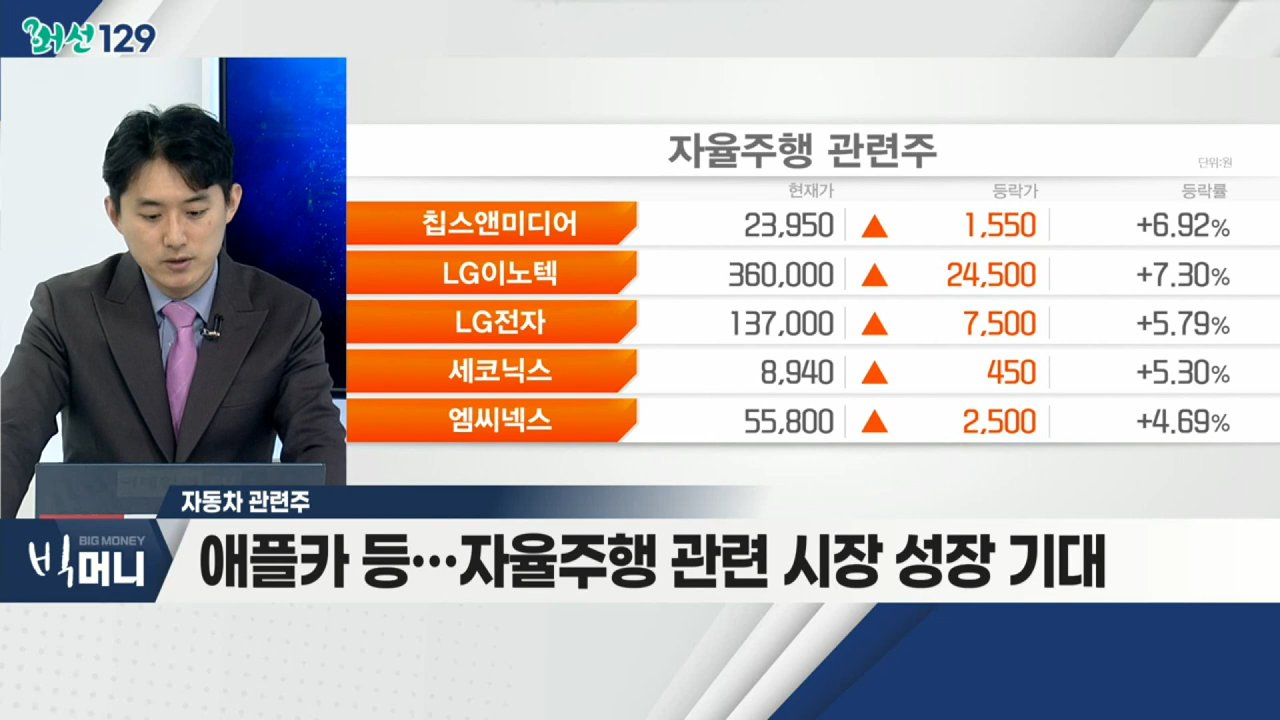 머선129
자율주행 관련주
단위:원
현재가 등락가 등락률
칩스앤미디어 23,950 ▲ 1,550 +6.92%
LG이노텍 360,000 ▲ 24,500 +7.30%
LG전자 137,000 ▲ 7,500 +5.79%
세코닉스 8,940 ▲ 450 +5.30%
엠씨넥스 55,800 ▲ 2,500 +4.69%
자동차 관련주
BIG MONEY
빅머니
애플카 등…자율주행 관련 시장 성장 기대